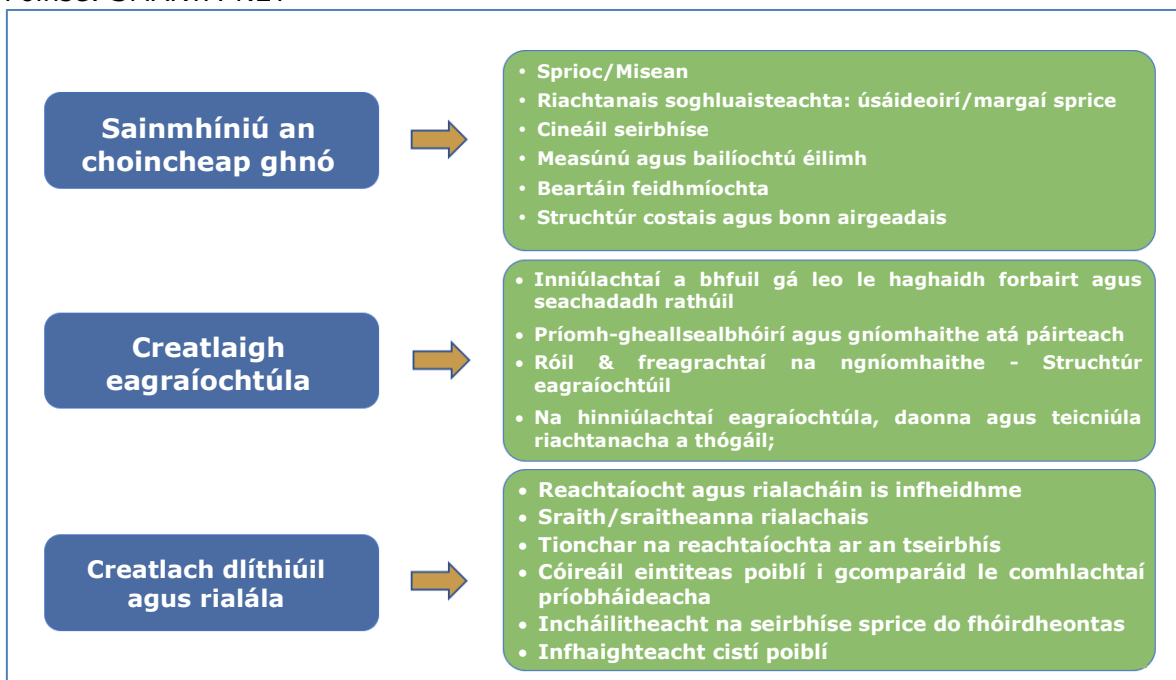 Sainmhíniú an
choincheap ghnó
• Sprioc/Misean
• Riachtanais soghluaisteachta: úsáideoirí/margaí sprice
• Cineáil seirbhíse
• Measúnú agus bailíochtú éilimh
• Beartáin feidhmíochta
• Struchtúr costais agus bonn airgeadais
Creatlaigh
eagraíochtúla
• Inniúlachtaí a bhfuil gá leo le haghaidh forbairt agus
seachadadh rathúil
• Príomh-gheallsealbhóirí agus gníomhaithe atá páirteach
• Róil & freagrachtaí na ngníomhaithe - Struchtúr
eagraíochtúil
• Na hinniúlachtaí eagraíochtúla, daonna agus teicniúla
riachtanacha a thógáil;
Creatlach dlíthiúil
agus rialála
• Reachtaíocht agus rialacháin is infheidhme
• Sraith/sraitheanna rialachais
• Tionchar na reachtaíochta ar an tseirbhís
• Cóireáil eintiteas poiblí i gcomparáid le comhlachtaí
príobháideacha
• Incháilitheacht na seirbhíse sprice do fhóirdheontas
• Infhaighteacht cistí poiblí